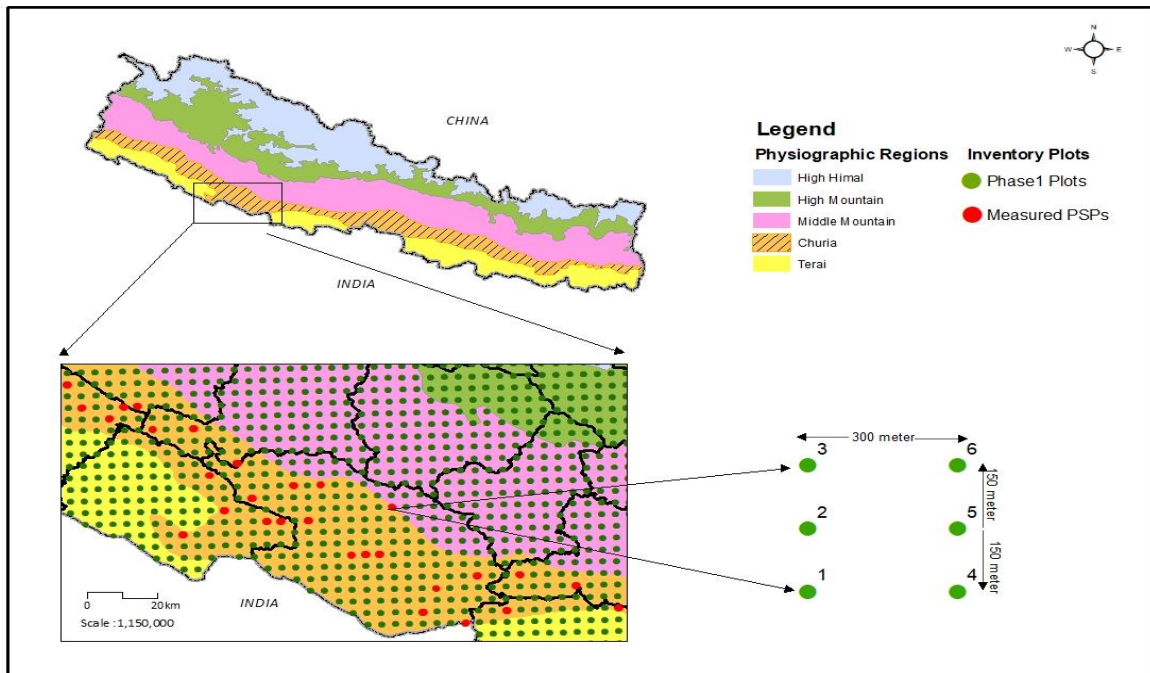 N
W E
S
CHINA
INDIA
Legend
Physiographic Regions
High Himal
High Mountain
Middle Mountain
Churia
Terai
Inventory Plots
Phase1 Plots
Measured PSPs
INDIA
0 20km
Scale :1,150,000
300 meter
3 6
150 meter
2 5
150 meter
1 4